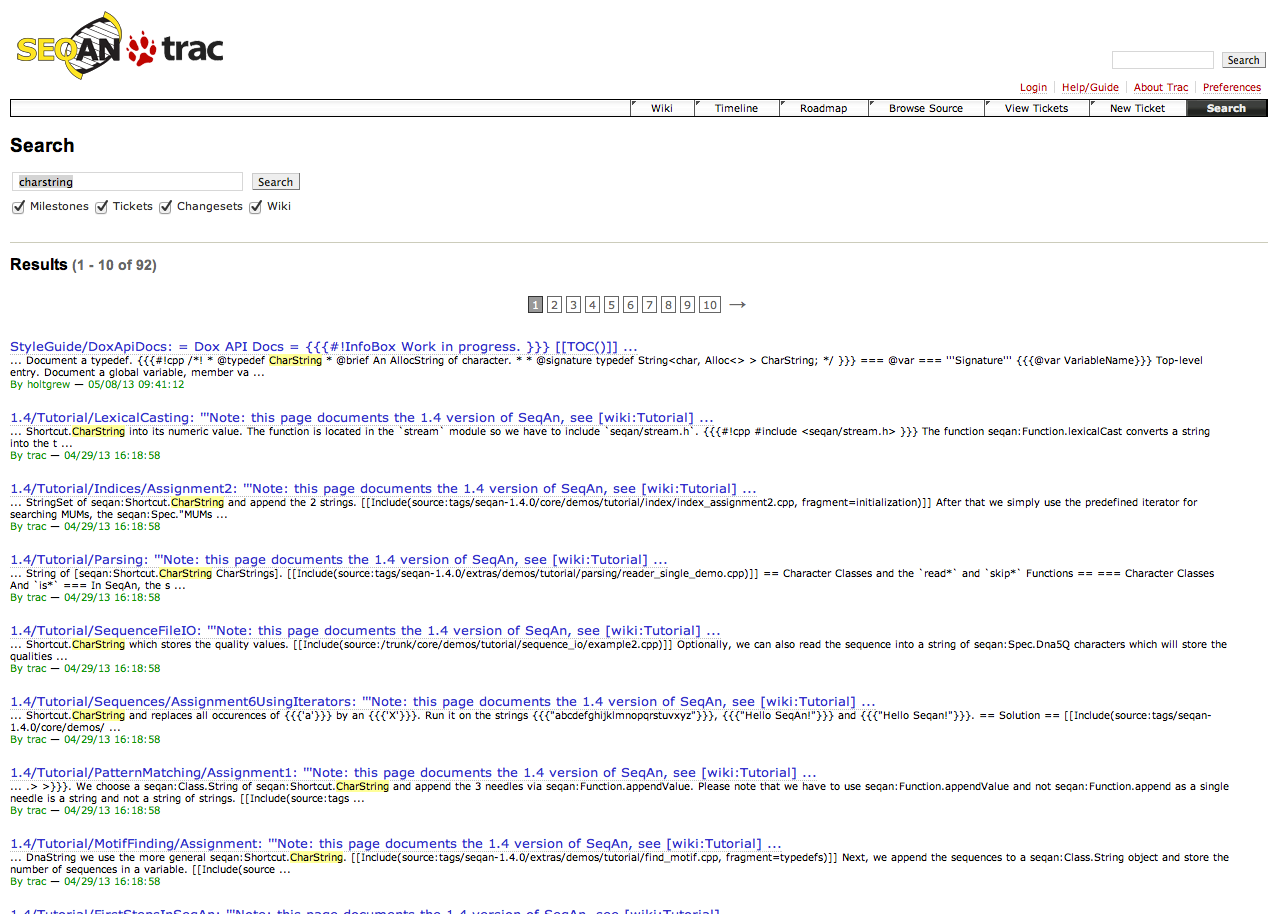 SEQAN trac
Search
Login Help/Guide About Trac Preferences
Wiki Timeline Roadmap Browse Source View Tickets New Ticket Search
Search
charstring Search
Milestones Tickets Changesets Wiki
Results (1 - 10 of 92)
1 2 3 4 5 6 7 8 9 10 →
StyleGuide/DoxApiDocs: = Dox API Docs = {{{#!InfoBox Work in progress. }}} [[TOC()]] ...
... Document a typedef. {{{#!cpp /*! * @typedef CharString * @brief An AllocString of character. * * @signature typedef String<char, Alloc<> > CharString; */ }}} === @var === '''Signature''' {{{@var VariableName}}} Top-level
entry. Document a global variable, member va ...
By holtgrew — 05/08/13 09:41:12
1.4/Tutorial/LexicalCasting: '''Note: this page documents the 1.4 version of SeqAn, see [wiki:Tutorial] ...
... Shortcut.CharString into its numeric value. The function is located in the `stream` module so we have to include `seqan/stream.h`. {{{#!cpp #include <seqan/stream.h> }}} The function seqan:Function.lexicalCast converts a string
into the t ...
By trac — 04/29/13 16:18:58
1.4/Tutorial/Indices/Assignment2: '''Note: this page documents the 1.4 version of SeqAn, see [wiki:Tutorial] ...
... StringSet of seqan:Shortcut.CharString and append the 2 strings. [[Include(source:tags/seqan-1.4.0/core/demos/tutorial/index/index_assignment2.cpp, fragment=initialization)]] After that we simply use the predefined iterator for
searching MUMs, the seqan:Spec."MUMs ...
By trac — 04/29/13 16:18:58
1.4/Tutorial/Parsing: '''Note: this page documents the 1.4 version of SeqAn, see [wiki:Tutorial] ...
... String of [seqan:Shortcut.CharString CharStrings]. [[Include(source:tags/seqan-1.4.0/extras/demos/tutorial/parsing/reader_single_demo.cpp)]] == Character Classes and the `read*` and `skip*` Functions == === Character Classes
And `is*` === In SeqAn, the s ...
By trac — 04/29/13 16:18:58
1.4/Tutorial/SequenceFileIO: '''Note: this page documents the 1.4 version of SeqAn, see [wiki:Tutorial] ...
... Shortcut.CharString which stores the quality values. [[Include(source:/trunk/core/demos/tutorial/sequence_io/example2.cpp)]] Optionally, we can also read the sequence into a string of seqan:Spec.Dna5Q characters which will store the
qualities ...
By trac — 04/29/13 16:18:58
1.4/Tutorial/Sequences/Assignment6UsingIterators: '''Note: this page documents the 1.4 version of SeqAn, see [wiki:Tutorial] ...
... Shortcut.CharString and replaces all occurences of {{{'a'}}} by an {{{'X'}}}. Run it on the strings {{{"abcdefghijklmnopqrstuvxyz"}}}, {{{"Hello SeqAn!"}}} and {{{"Hello Seqan!"}}}. == Solution == [[Include(source:tags/seqan-
1.4.0/core/demos/ ...
By trac — 04/29/13 16:18:58
1.4/Tutorial/PatternMatching/Assignment1: '''Note: this page documents the 1.4 version of SeqAn, see [wiki:Tutorial] ...
... .> >}}}. We choose a seqan:Class.String of seqan:Shortcut.CharString and append the 3 needles via seqan:Function.appendValue. Please note that we have to use seqan:Function.appendValue and not seqan:Function.append as a single
needle is a string and not a string of strings. [[Include(source:tags ...
By trac — 04/29/13 16:18:58
1.4/Tutorial/MotifFinding/Assignment: '''Note: this page documents the 1.4 version of SeqAn, see [wiki:Tutorial] ...
... DnaString we use the more general seqan:Shortcut.CharString. [[Include(source:tags/seqan-1.4.0/extras/demos/tutorial/find_motif.cpp, fragment=typedefs)]] Next, we append the sequences to a seqan:Class.String object and store the
number of sequences in a variable. [[Include(source ...
By trac — 04/29/13 16:18:58
1.4/Tutorial/FirstStepsInSeqAn: '''Note: this page documents the 1.4 version of SeqAn, see [wiki:Tutorial]